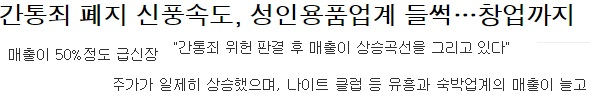 간통죄 폐지 신풍속도, 성인용품업계 들썩…창업까지
매출이 50%정도 급신장
"간통죄 위헌 판결 후 매출이 상승곡선을 그리고 있다"
주가가 일제히 상승했으며, 나이트 클럽 등 유흥과 숙박업계의 매출이 늘고